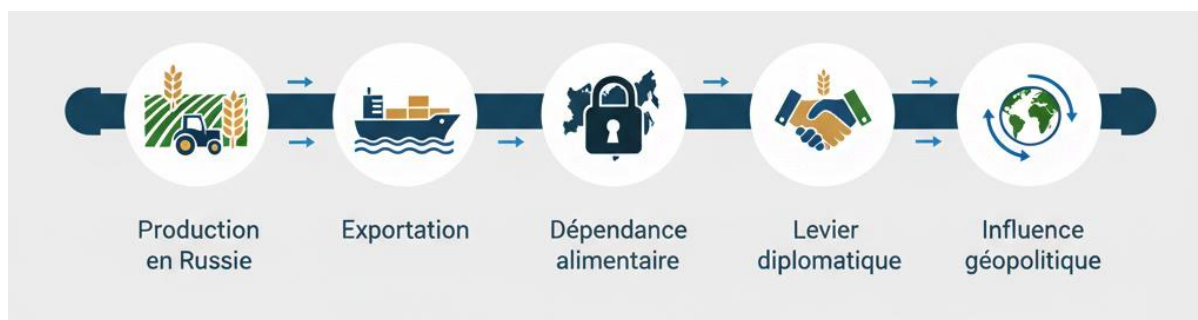 Production
en Russie
Exportation
Dépendance
alimentaire
Levier
diplomatique
Influence
géopolitique